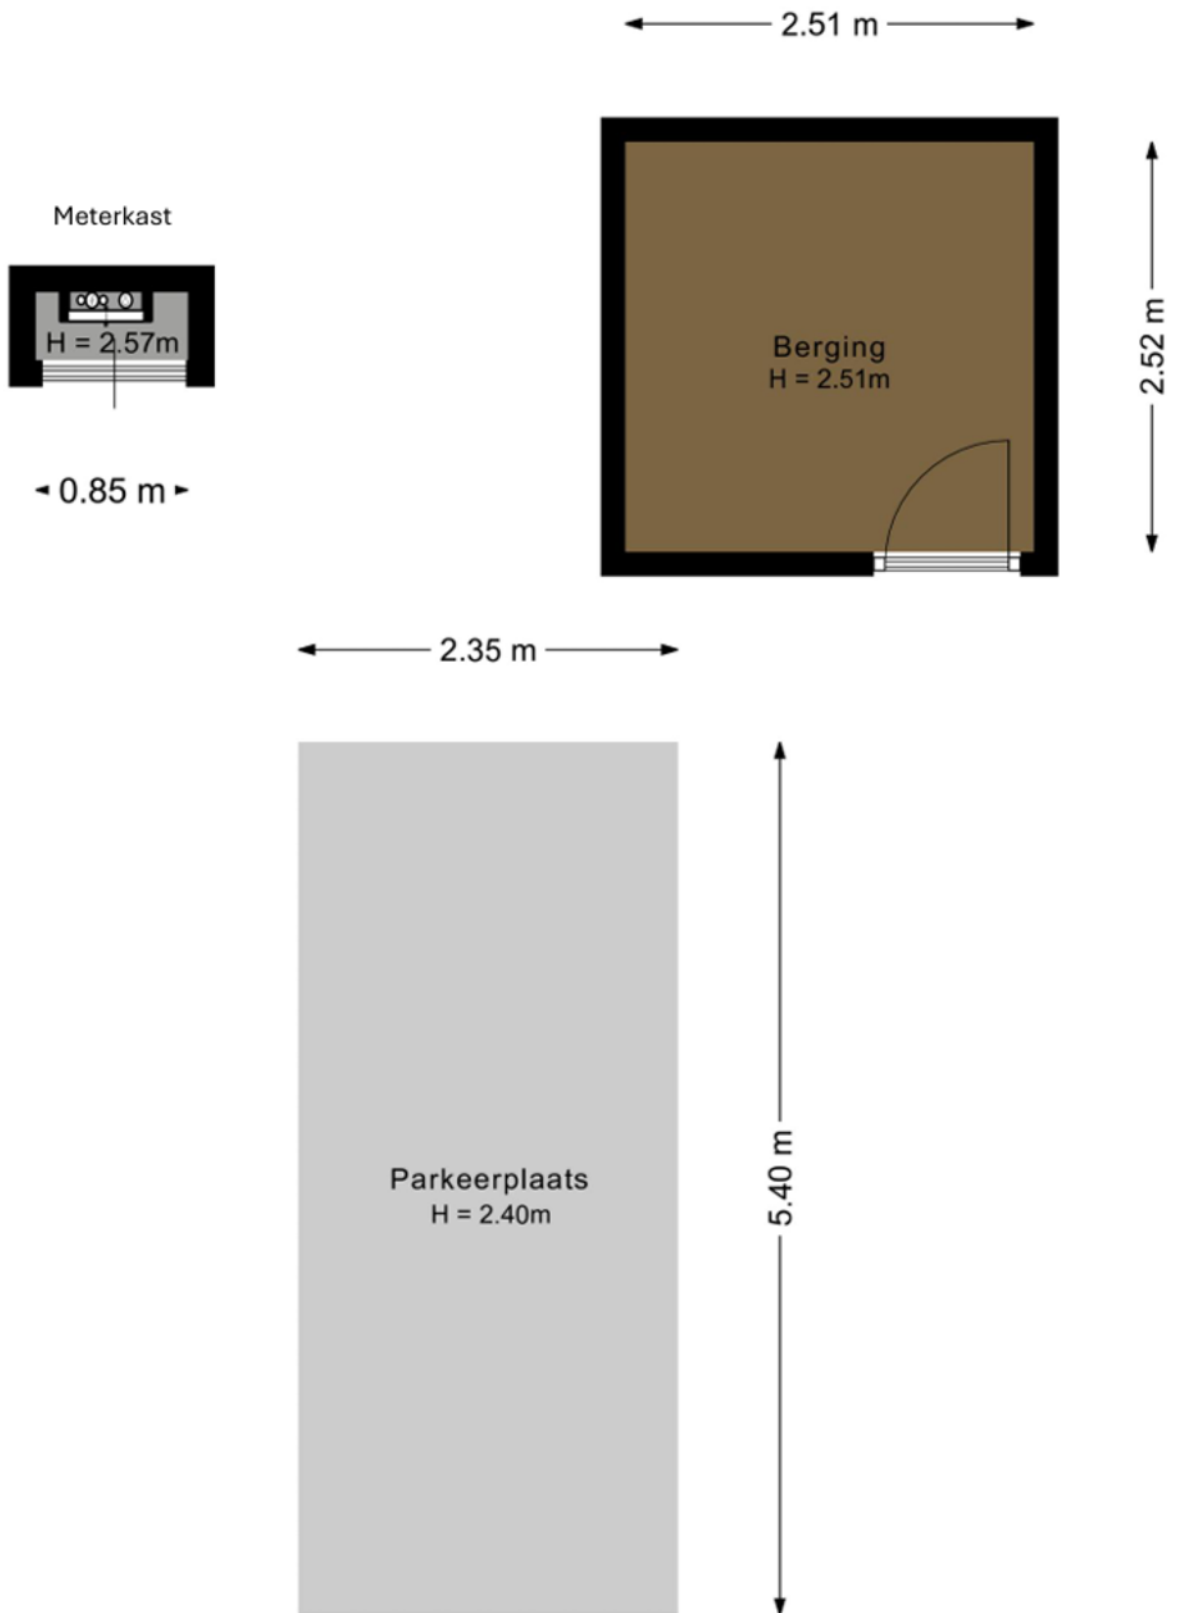 2.51 m
Meterkast
H = 2.57m
0.85 m
Berging
H = 2.51m
2.52 m
2.35 m
Parkeerplaats
H = 2.40m
5.40 m